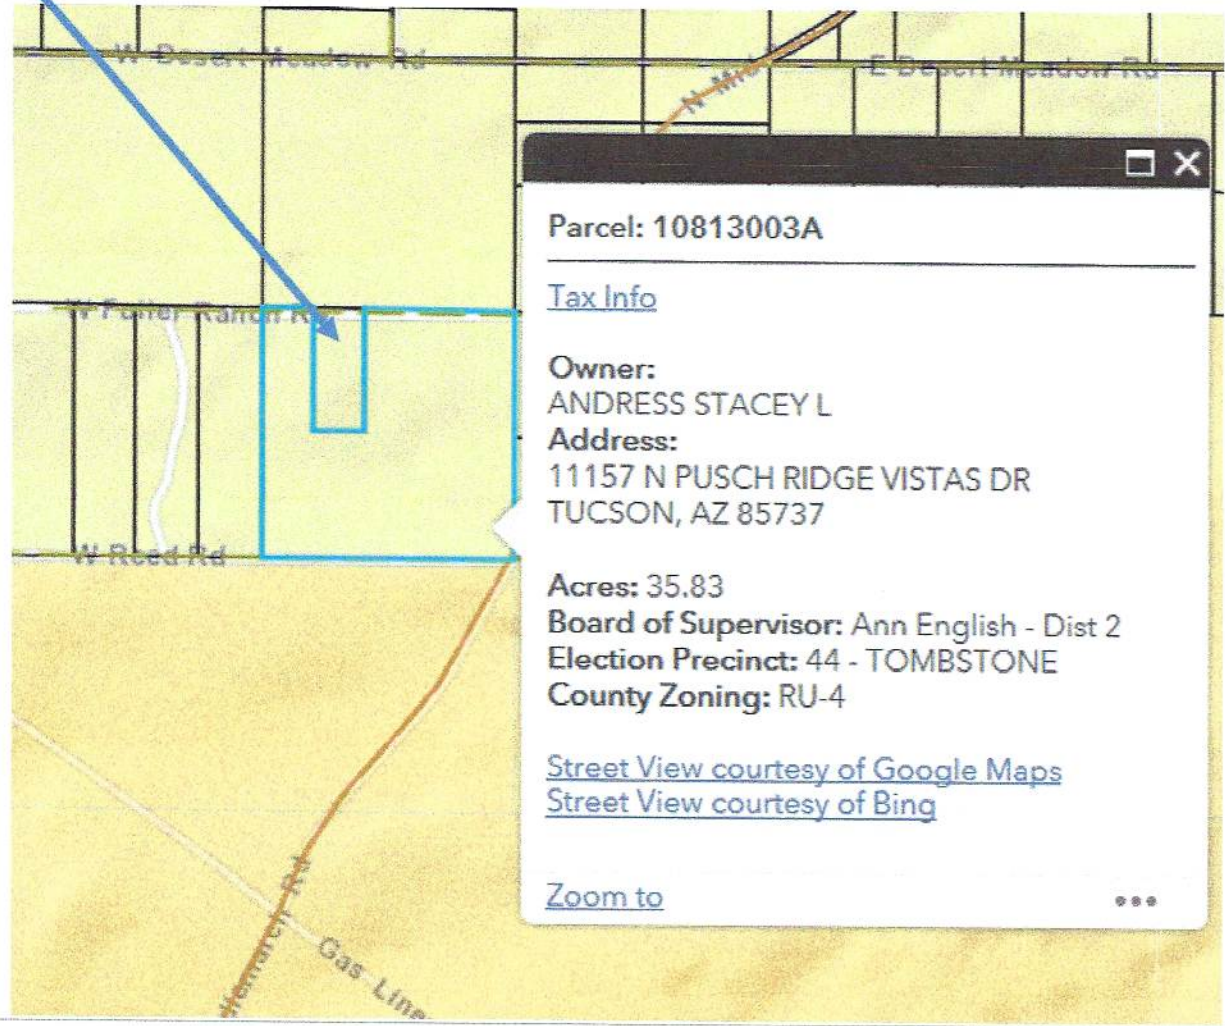 W Desert Meadow Rd
E Desert Meadow Rd
Parcel: 10813003A
Tax Info
W Fuller Ranch
Owner:
ANDRESS STACEY L
Address:
11157 N PUSCH RIDGE VISTAS DR
TUCSON, AZ 85737
W Reed Rd
Acres: 35.83
Board of Supervisor: Ann English - Dist 2
Election Precinct: 44 - TOMBSTONE
County Zoning: RU-4
Street View courtesy of Google Maps
Street View courtesy of Bing
Zoom to
Rd
Gas Line